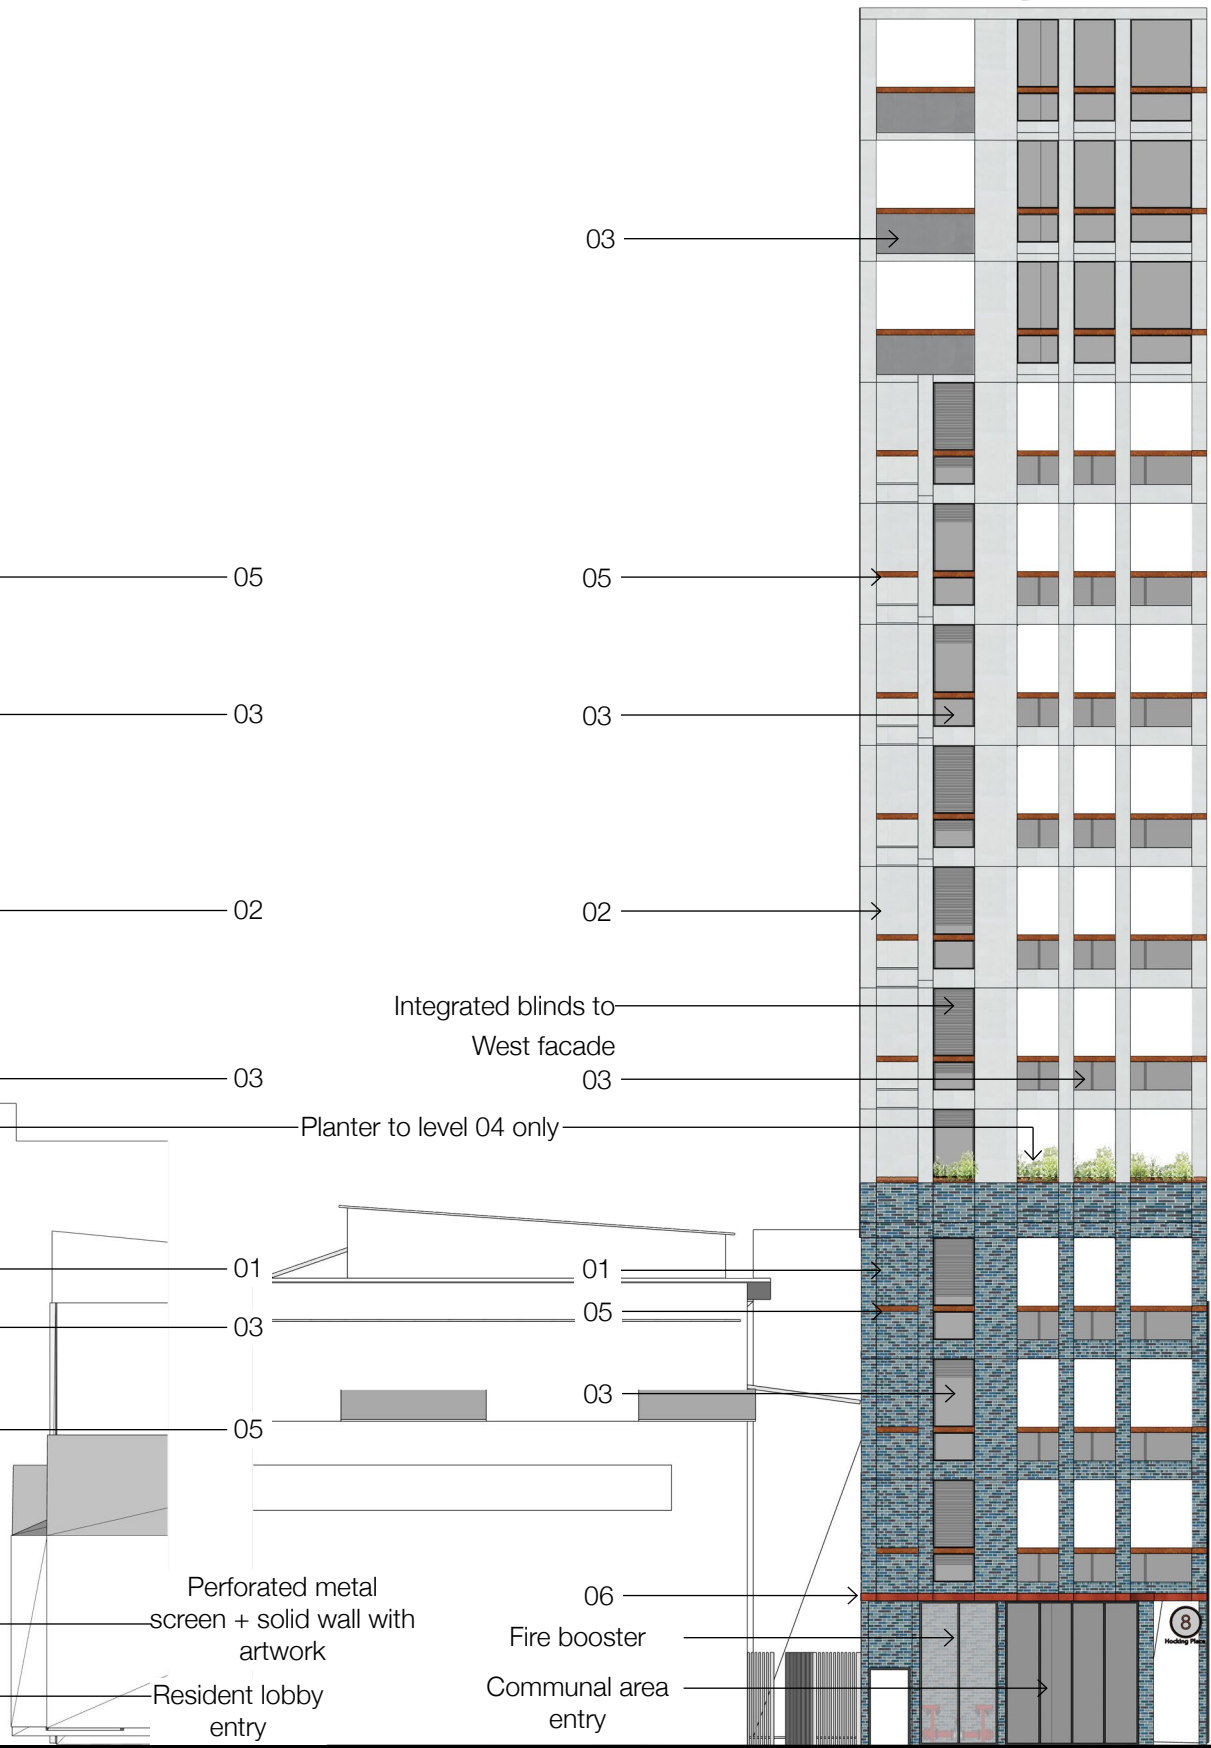 03
05
05
03
03
02
02
Integrated blinds to
West facade
03
03
Planter to level 04 only
01
01
05
03
03
05
Perforated metal
screen + solid wall with
artwork
06
8
Hocking Place
Fire booster
Resident lobby
entry
Communal area
entry